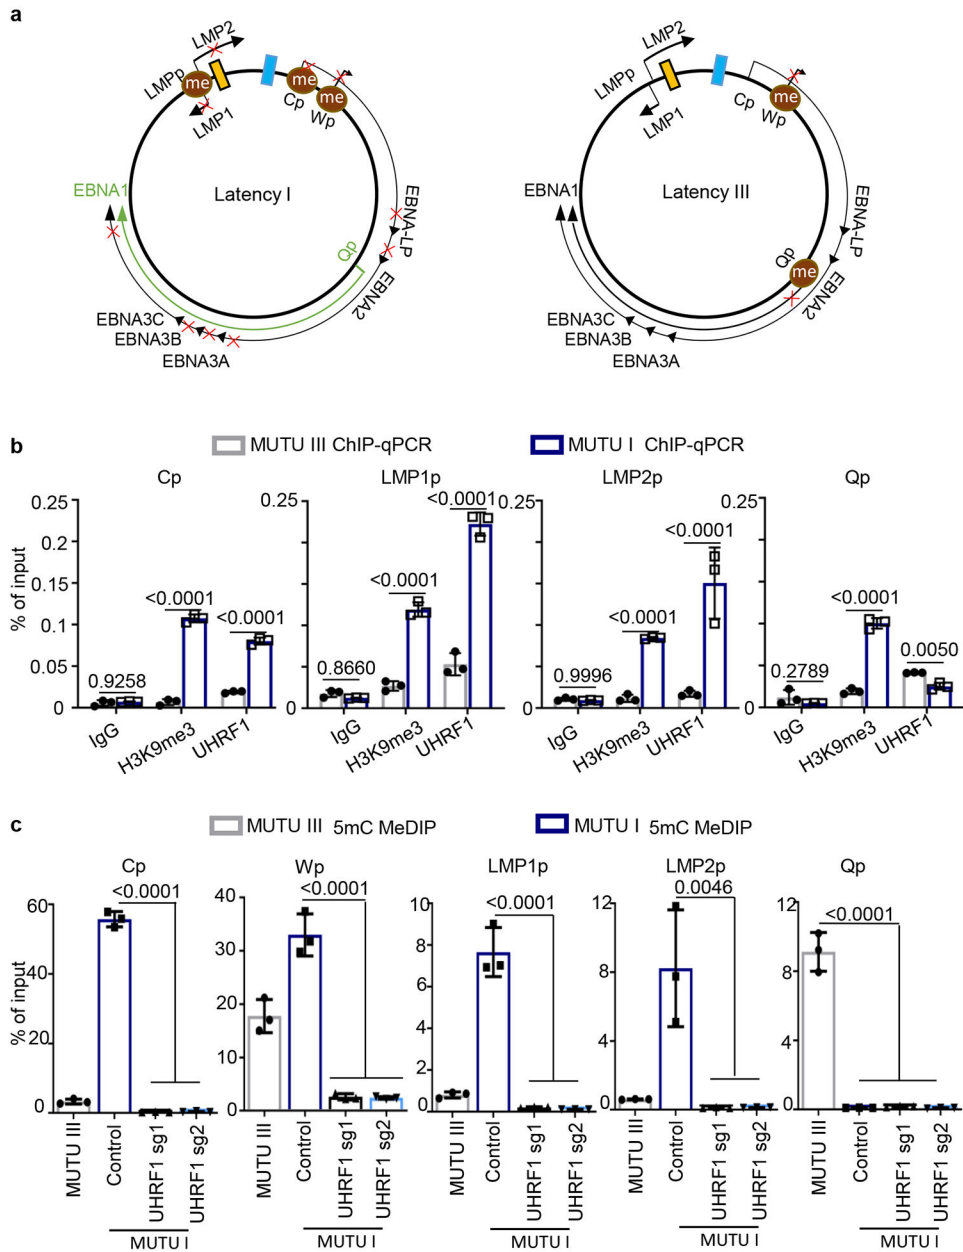 a
LMP2
LMPp
me
LMP1
me
Cp
me
Wp
Latency I
EBNA1
EBNA-LP
Qp
EBNA2
EBNA3C
EBNA3B
EBNA3A
LMP2
LMPp
LMP1
Cp
me
Wp
Latency III
EBNA1
EBNA-LP
Qp
me
EBNA2
EBNA3C
EBNA3B
EBNA3A
b
MUTU III ChIP-qPCR
MUTU I ChIP-qPCR
Cp
LMP1p
LMP2p
Qp
% of input
0.25
0.2
0.15
0.1
0.05
0
0.9258
<0.0001
<0.0001
IgG
H3K9me3
UHRF1
0.25
0
0.8660
<0.0001
<0.0001
IgG
H3K9me3
UHRF1
0.25
0
0.9996
<0.0001
<0.0001
IgG
H3K9me3
UHRF1
0.25
0
0.2789
<0.0001
0.0050
IgG
H3K9me3
UHRF1
c
MUTU III 5mC MeDIP
MUTU I 5mC MeDIP
Cp
Wp
LMP1p
LMP2p
Qp
% of input
60
40
20
0
<0.0001
MUTU III
Control
UHRF1 sg1
UHRF1 sg2
MUTU I
40
30
20
10
0
<0.0001
MUTU III
Control
UHRF1 sg1
UHRF1 sg2
MUTU I
10
8
6
4
2
0
<0.0001
MUTU III
Control
UHRF1 sg1
UHRF1 sg2
MUTU I
12
8
4
0
0.0046
MUTU III
Control
UHRF1 sg1
UHRF1 sg2
MUTU I
12
8
4
0
<0.0001
MUTU III
Control
UHRF1 sg1
UHRF1 sg2
MUTU I